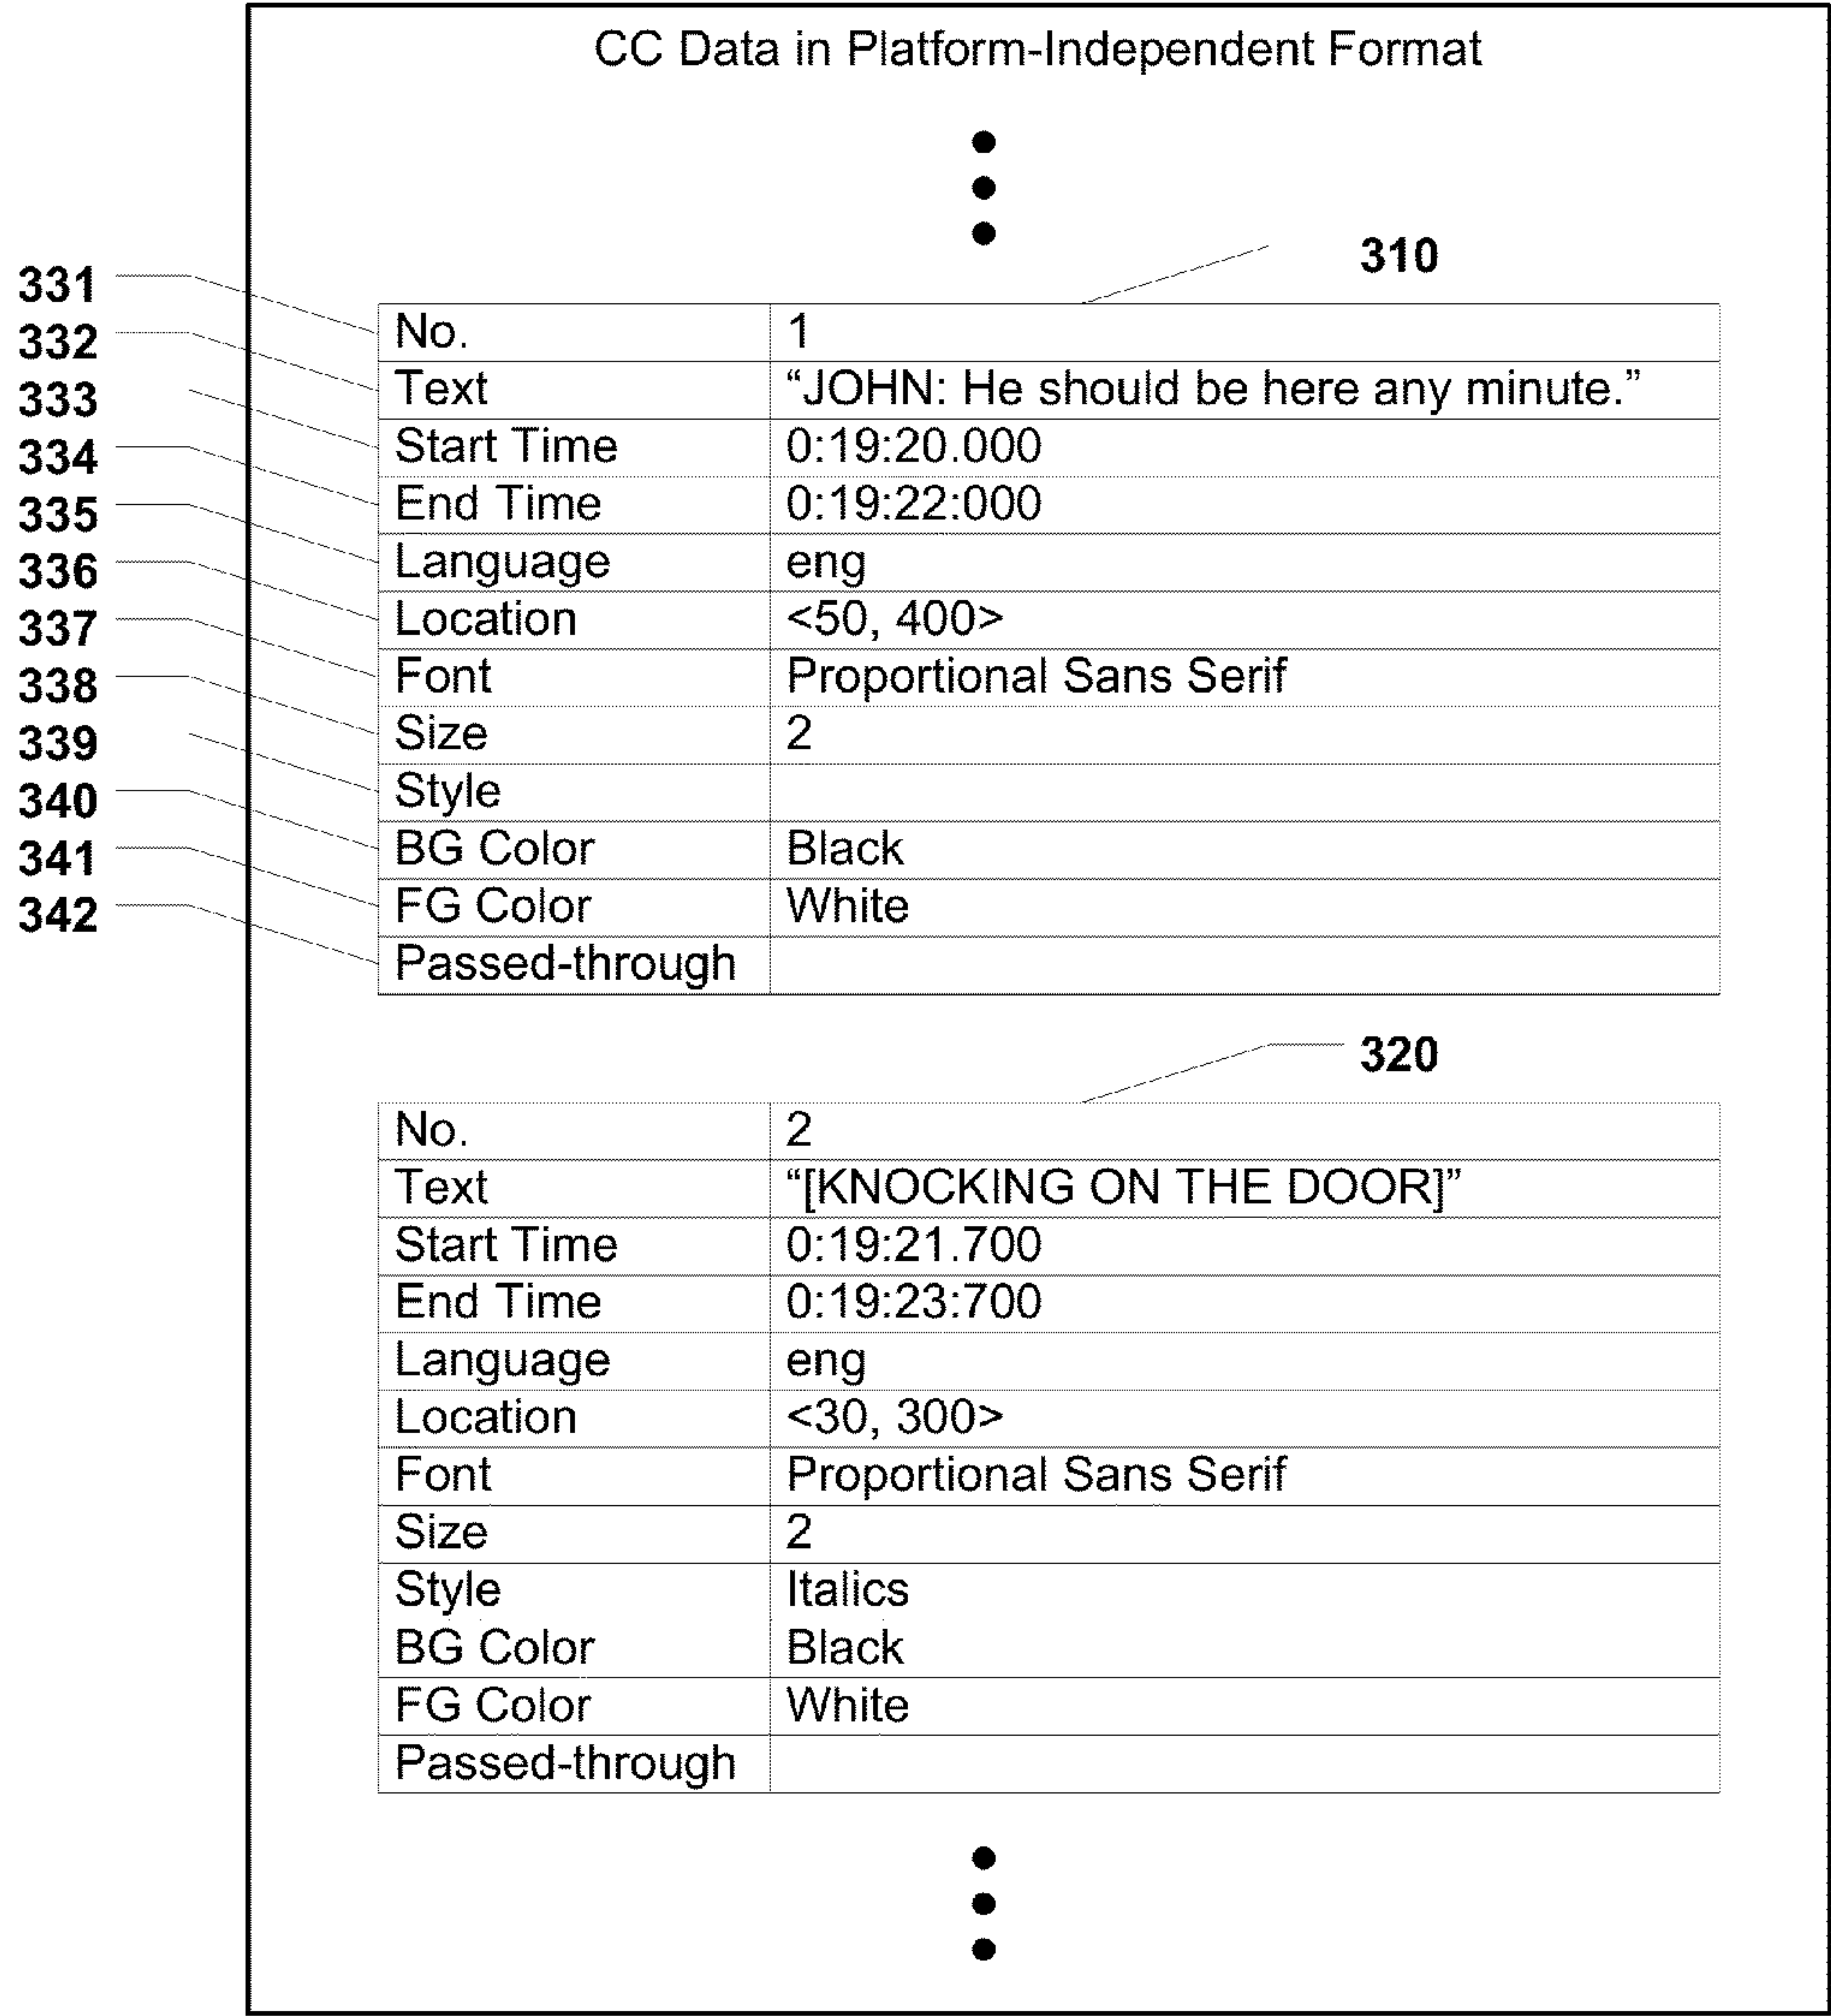 CC Data in Platform-Independent Format
310
331 No. 1
332 Text “JOHN: He should be here any minute.”
333 Start Time 0:19:20.000
334 End Time 0:19:22:000
335 Language eng
336 Location <50, 400>
337 Font Proportional Sans Serif
338 Size 2
339 Style
340 BG Color Black
341 FG Color White
342 Passed-through
320
No. 2
Text “[KNOCKING ON THE DOOR]”
Start Time 0:19:21.700
End Time 0:19:23:700
Language eng
Location <30, 300>
Font Proportional Sans Serif
Size 2
Style Italics
BG Color Black
FG Color White
Passed-through